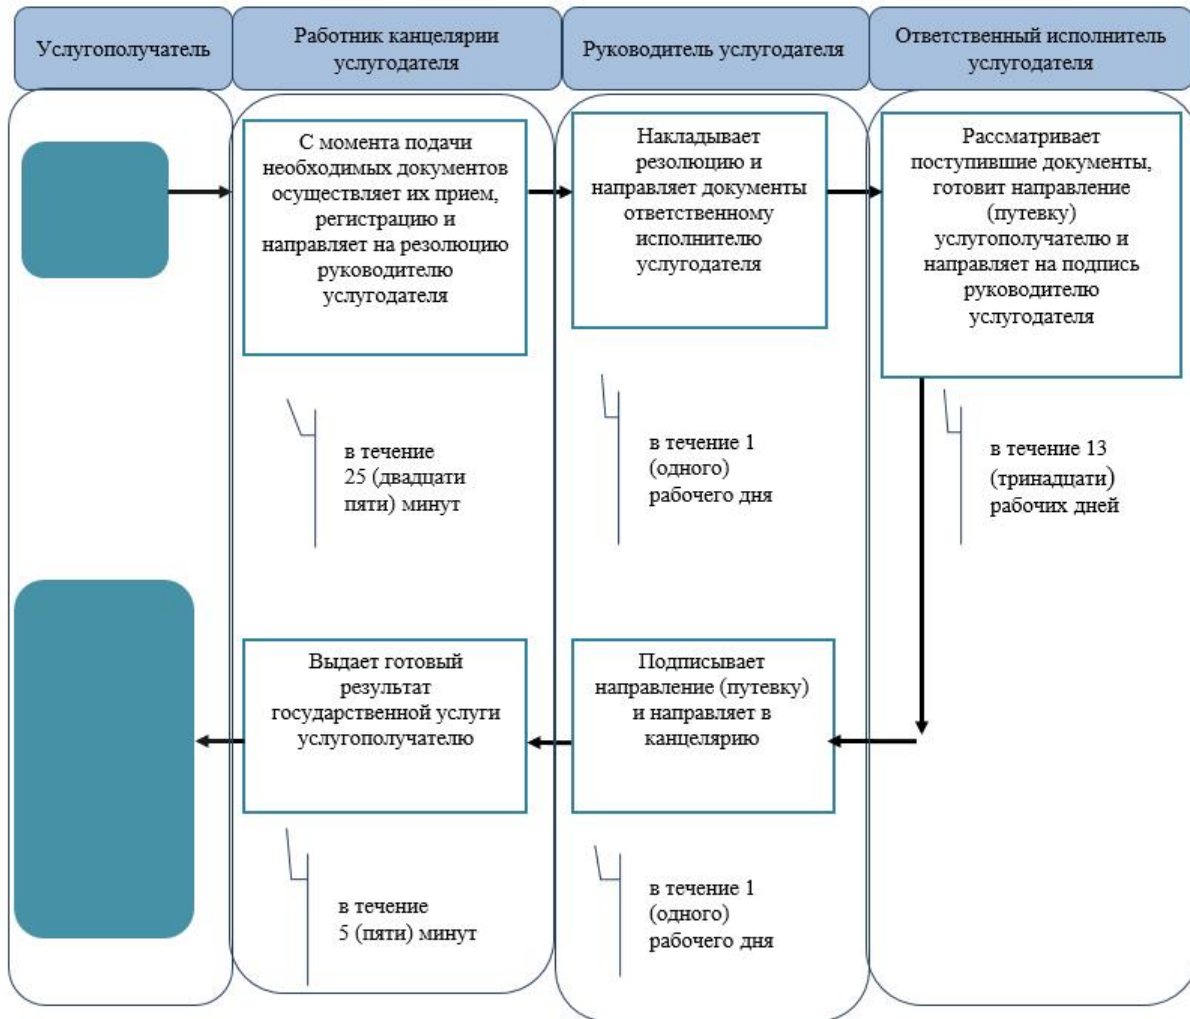 Услугополучатель
Работник канцелярии
услугодателя
Руководитель услугодателя
Ответственный исполнитель
услугодателя
С момента подачи
необходимых документов
осуществляет их прием,
регистрацию и
направляет на резолюцию
руководителю
услугодателя
Накладывает
резолюцию и
направляет документы
ответственному
исполнителю
услугодателя
Рассматривает
поступившие документы,
готовит направление
(путевку)
услугополучателю и
направляет на подпись
руководителю
услугодателя
в течение
25 (двадцати
пяти) минут
в течение 1
(одного)
рабочего дня
в течение 13
(тринадцати)
рабочих дней
Выдает готовый
результат
государственной услуги
услугополучателю
Подписывает
направление (путевку)
и направляет в
канцелярию
в течение
5 (пяти) минут
в течение 1
(одного)
рабочего дня